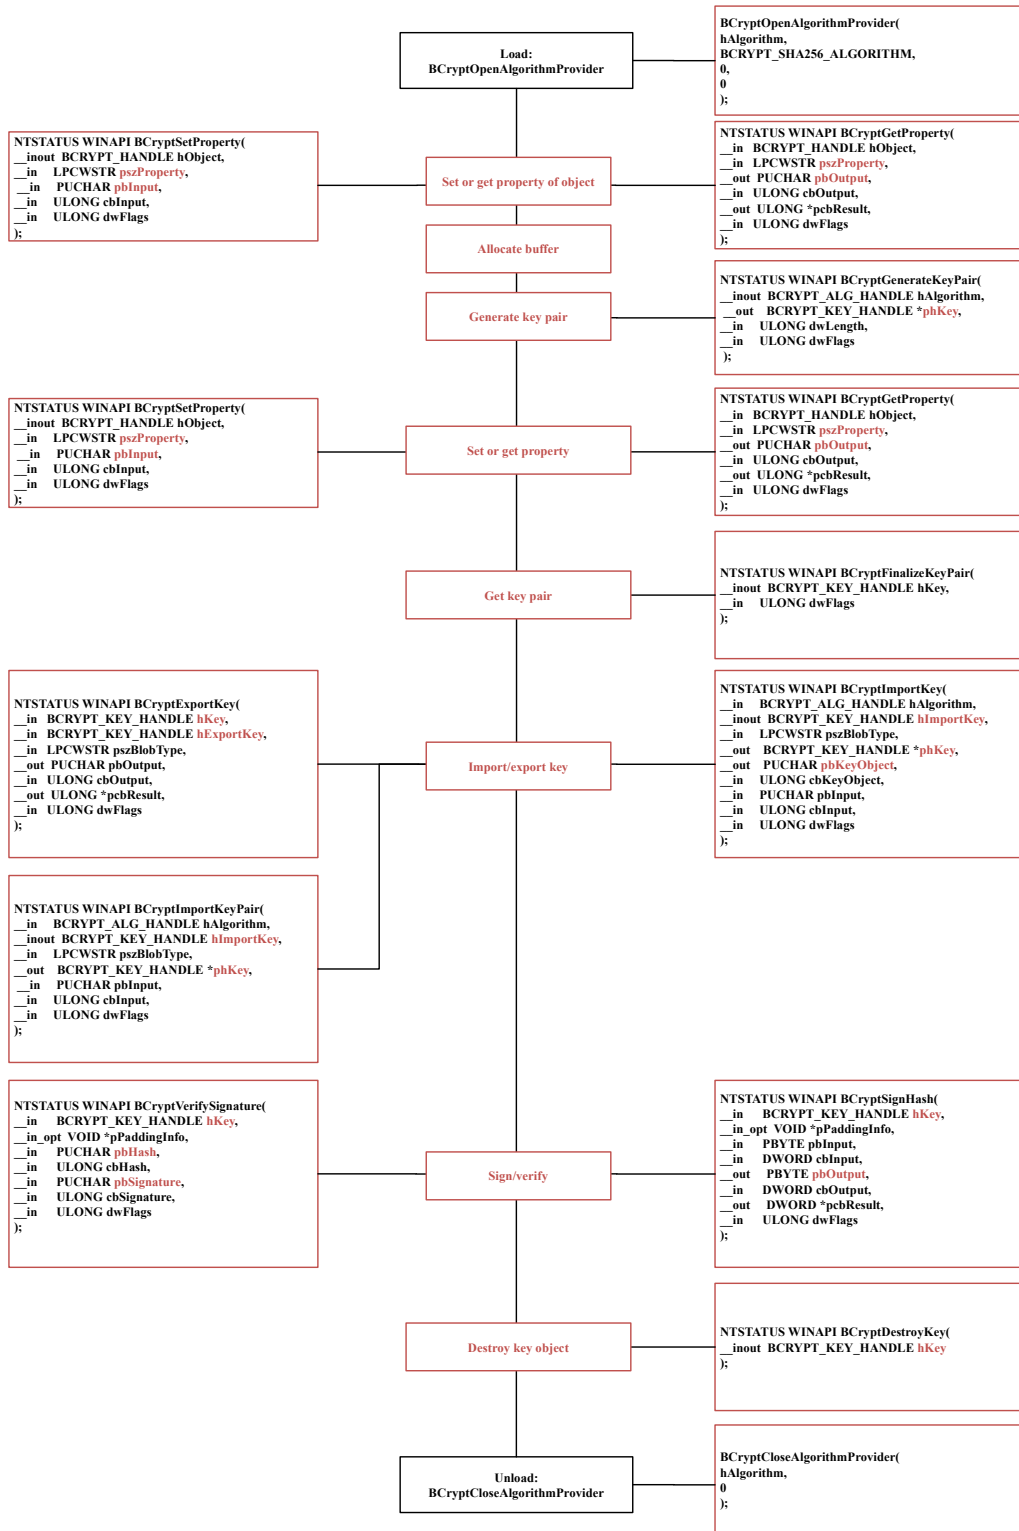 Load:
BCryptOpenAlgorithmProvider
BCryptOpenAlgorithmProvider(
hAlgorithm,
BCRYPT_SHA256_ALGORITHM,
0,
0
);
NTSTATUS WINAPI BCryptSetProperty(
__inout BCRYPT_HANDLE hObject,
__in LPCWSTR pszProperty,
__in PUCHAR pbInput,
__in ULONG cbInput,
__in ULONG dwFlags
);
Set or get property of object
NTSTATUS WINAPI BCryptGetProperty(
__in BCRYPT_HANDLE hObject,
__in LPCWSTR pszProperty,
__out PUCHAR pbOutput,
__in ULONG cbOutput,
__out ULONG *pcbResult,
__in ULONG dwFlags
);
Allocate buffer
Generate key pair
NTSTATUS WINAPI BCryptGenerateKeyPair(
__inout BCRYPT_ALG_HANDLE hAlgorithm,
__out BCRYPT_KEY_HANDLE *phKey,
__in ULONG dwLength,
__in ULONG dwFlags
);
NTSTATUS WINAPI BCryptSetProperty(
__inout BCRYPT_HANDLE hObject,
__in LPCWSTR pszProperty,
__in PUCHAR pbInput,
__in ULONG cbInput,
__in ULONG dwFlags
);
Set or get property
NTSTATUS WINAPI BCryptGetProperty(
__in BCRYPT_HANDLE hObject,
__in LPCWSTR pszProperty,
__out PUCHAR pbOutput,
__in ULONG cbOutput,
__out ULONG *pcbResult,
__in ULONG dwFlags
);
Get key pair
NTSTATUS WINAPI BCryptFinalizeKeyPair(
__inout BCRYPT_KEY_HANDLE hKey,
__in ULONG dwFlags
);
NTSTATUS WINAPI BCryptExportKey(
__in BCRYPT_KEY_HANDLE hKey,
__in BCRYPT_KEY_HANDLE hExportKey,
__in LPCWSTR pszBlobType,
__out PUCHAR pbOutput,
__in ULONG cbOutput,
__out ULONG *pcbResult,
__in ULONG dwFlags
);
Import/export key
NTSTATUS WINAPI BCryptImportKey(
__in BCRYPT_ALG_HANDLE hAlgorithm,
__inout BCRYPT_KEY_HANDLE hImportKey,
__in LPCWSTR pszBlobType,
__out BCRYPT_KEY_HANDLE *phKey,
__out PUCHAR pbKeyObject,
__in ULONG cbKeyObject,
__in PUCHAR pbInput,
__in ULONG cbInput,
__in ULONG dwFlags
);
NTSTATUS WINAPI BCryptImportKeyPair(
__in BCRYPT_ALG_HANDLE hAlgorithm,
__inout BCRYPT_KEY_HANDLE hImportKey,
__in LPCWSTR pszBlobType,
__out BCRYPT_KEY_HANDLE *phKey,
__in PUCHAR pbInput,
__in ULONG cbInput,
__in ULONG dwFlags
);
NTSTATUS WINAPI BCryptVerifySignature(
__in BCRYPT_KEY_HANDLE hKey,
__in_opt VOID *pPaddingInfo,
__in PUCHAR pbHash,
__in ULONG cbHash,
__in PUCHAR pbSignature,
__in ULONG cbSignature,
__in ULONG dwFlags
);
Sign/verify
NTSTATUS WINAPI BCryptSignHash(
__in BCRYPT_KEY_HANDLE hKey,
__in_opt VOID *pPaddingInfo,
__in PBYTE pbInput,
__in DWORD cbInput,
__out PBYTE pbOutput,
__in DWORD cbOutput,
__out DWORD *pcbResult,
__in ULONG dwFlags
);
Destroy key object
NTSTATUS WINAPI BCryptDestroyKey(
__inout BCRYPT_KEY_HANDLE hKey
);
Unload:
BCryptCloseAlgorithmProvider
BCryptCloseAlgorithmProvider(
hAlgorithm,
0
);